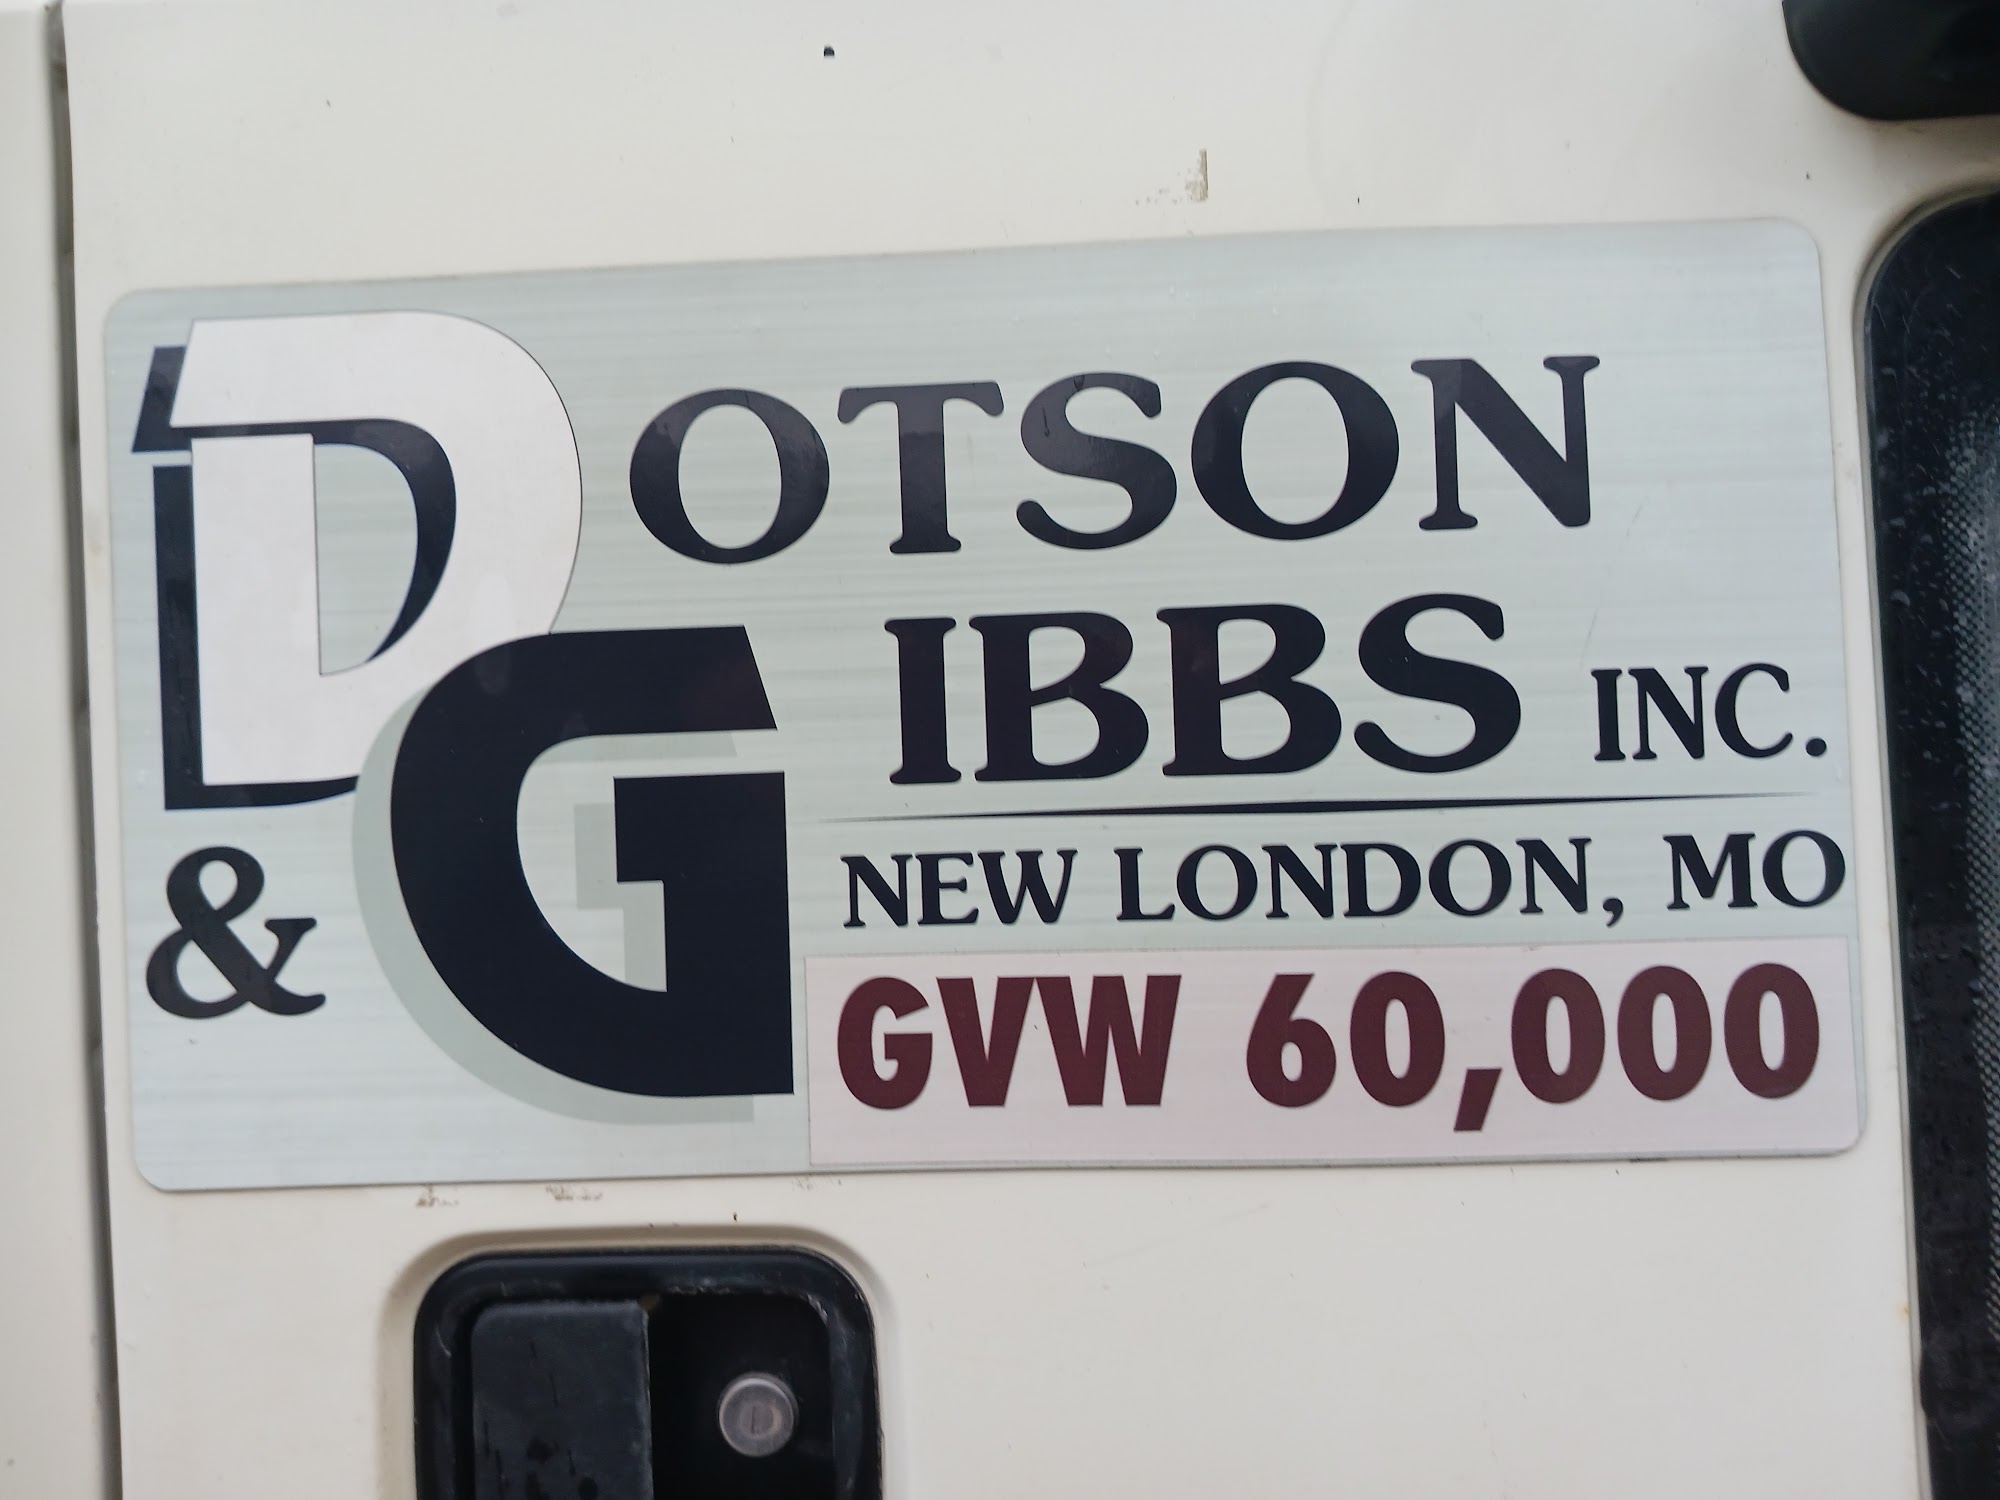 DOTSON
& GIBBS INC.
NEW LONDON, MO
GVW 60,000